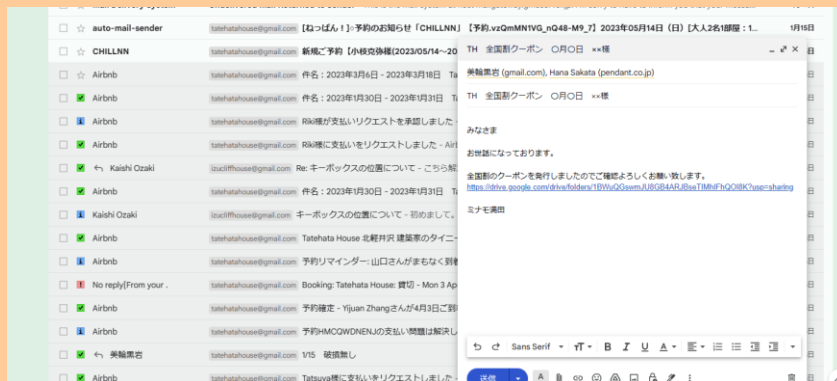 auto-mail-sender tatehatahouse@gmail.com 【ねっぱん!】○予約のお知らせ「CHILLNN」【予約.vzQmMN1VG_nQ48-M9_7】2023年05月14日(日)[大人2名1部屋:1... 1月15日
CHILLNN tatehatahouse@gmail.com 新規ご予約【小枝克弥様(2023/05/14〜20
Airbnb tatehatahouse@gmail.com 件名:2023年3月6日 - 2023年3月18日 Ta
Airbnb tatehatahouse@gmail.com 件名:2023年1月30日 - 2023年1月31日 T
Airbnb tatehatahouse@gmail.com Riki様が支払いリクエストを承認しました
Airbnb tatehatahouse@gmail.com Riki様に支払いをリクエストしました - Air
Kaishi Ozaki izucliffhouse@gmail.com Re: キーボックスの位置について - こちら
Airbnb tatehatahouse@gmail.com 件名:2023年1月30日 - 2023年1月31日 T
Kaishi Ozaki izucliffhouse@gmail.com キーボックスの位置について - 初めまして。
Airbnb tatehatahouse@gmail.com Tatehata House 北軽井沢 建築家のタイニー
Airbnb tatehatahouse@gmail.com 予約リマインダー: 山口さんがまもなく到
No reply[From your . tatehatahouse@gmail.com Booking: Tatehata House: 貸切 - Mon 3 Ap
Airbnb tatehatahouse@gmail.com 予約確定 - Yijuan Zhangさんが4月3日ご到
Airbnb tatehatahouse@gmail.com 予約HMCQWDNENJの支払い問題は解決し
美輪黒岩 tatehatahouse@gmail.com 1/15 破損無し
Airbnb tatehatahouse@gmail.com Tatsuya様に支払いをリクエストしました
TH 全国割クーポン ○月○日 ××様
美輪黒岩 (gmail.com), Hana Sakata (pendant.co.jp)
TH 全国割クーポン ○月○日 ××様
みなさま
お世話になっております。
全国割のクーポンを発行しましたのでご確認よろしくお願い致します。
https://drive.google.com/drive/folders/1BWuQGswmJU8GB4ARJBseTlMhlFhQOl8K?usp=sharing
ミナモ満田
Sans Serif
送信